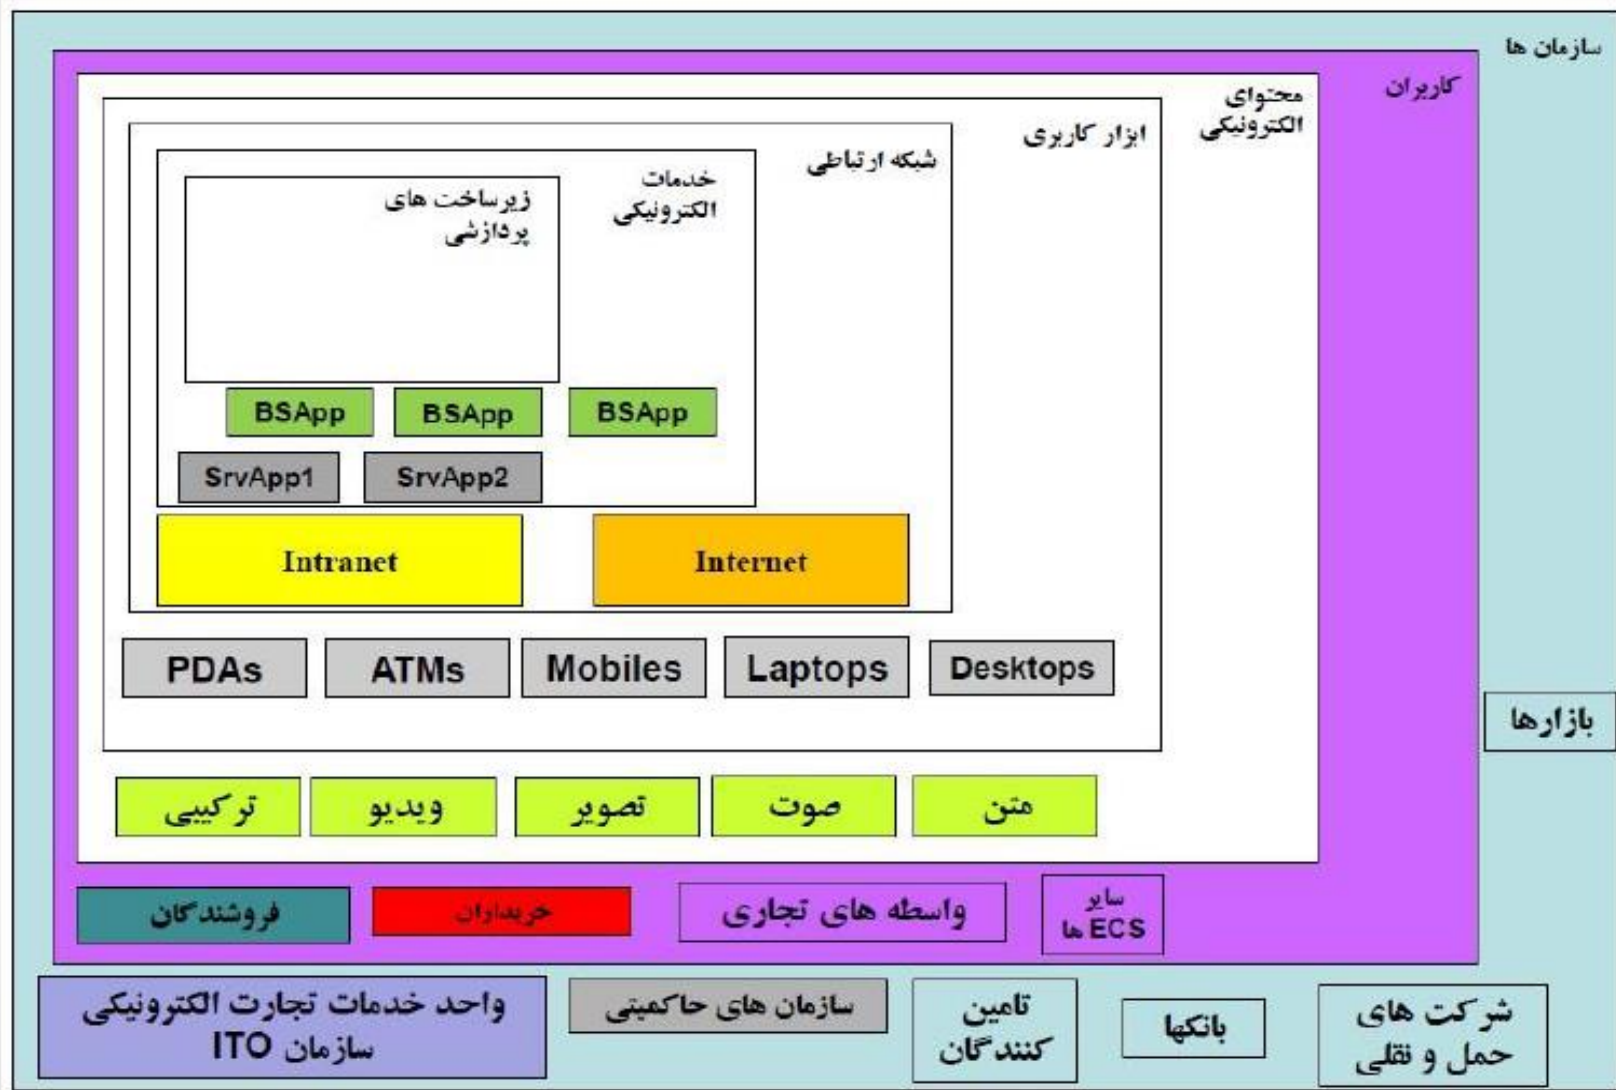 سازمان ها
کاربران
محتوای
الکترونیکی
ابزار کاربری
شبکه ارتباطی
خدمات
الکترونیکی
زیرساخت های
پردازشی
BSApp BSApp BSApp
SrvApp1 SrvApp2
Intranet Internet
PDAs ATMs Mobiles Laptops Desktops
بازارها
متن صوت تصویر ویدیو ترکیبی
سایر
ECS ها
واسطه های تجاری
خریداران
فروشندگان
شرکت های
حمل و نقلی
بانکها
تامین
کنندگان
سازمان های حاکمیتی
واحد خدمات تجارت الکترونیکی
سازمان ITO